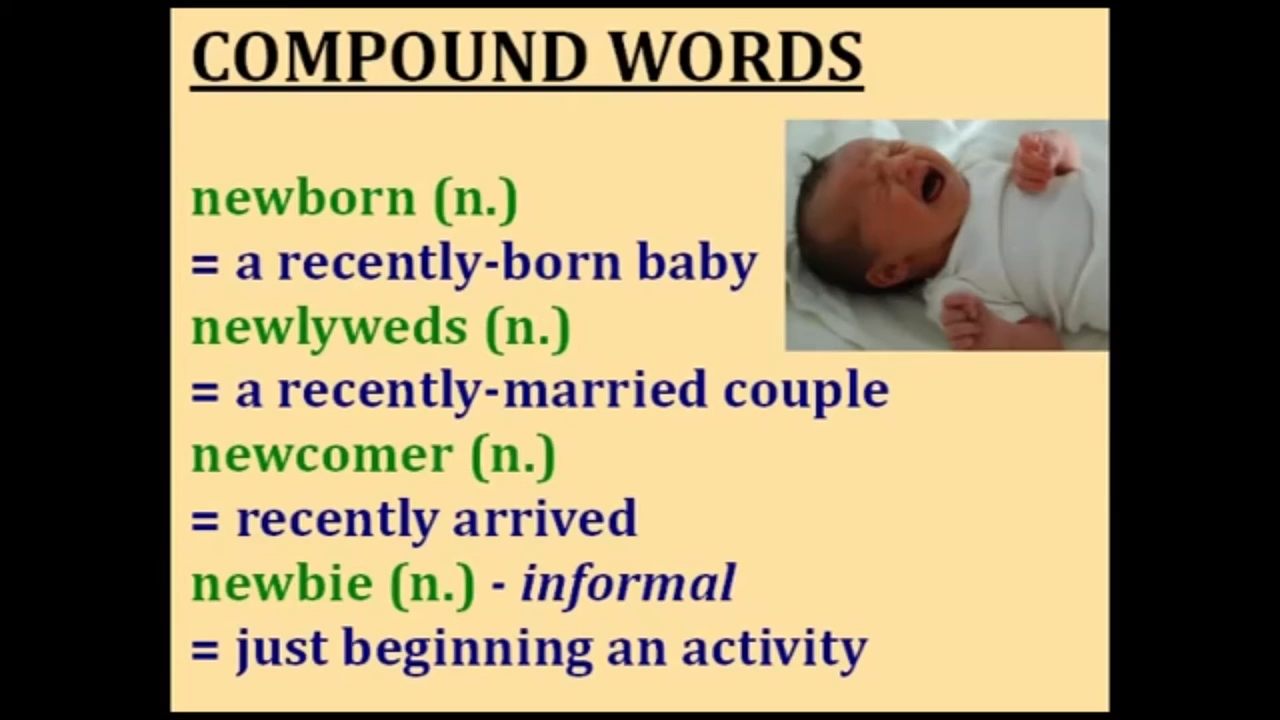 COMPOUND WORDS
newborn (n.)
= a recently-born baby
newlyweds (n.)
= a recently-married couple
newcomer (n.)
= recently arrived
newbie (n.) - informal
= just beginning an activity